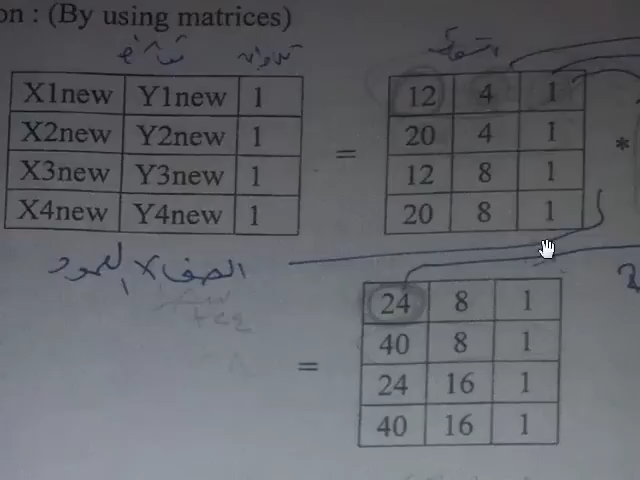 on : (By using matrices)
X1new Y1new 1
X2new Y2new 1
X3new Y3new 1
X4new Y4new 1
=
12 4 1
20 4 1
12 8 1
20 8 1
*
الصف X العمود
=
24 8 1
40 8 1
24 16 1
40 16 1